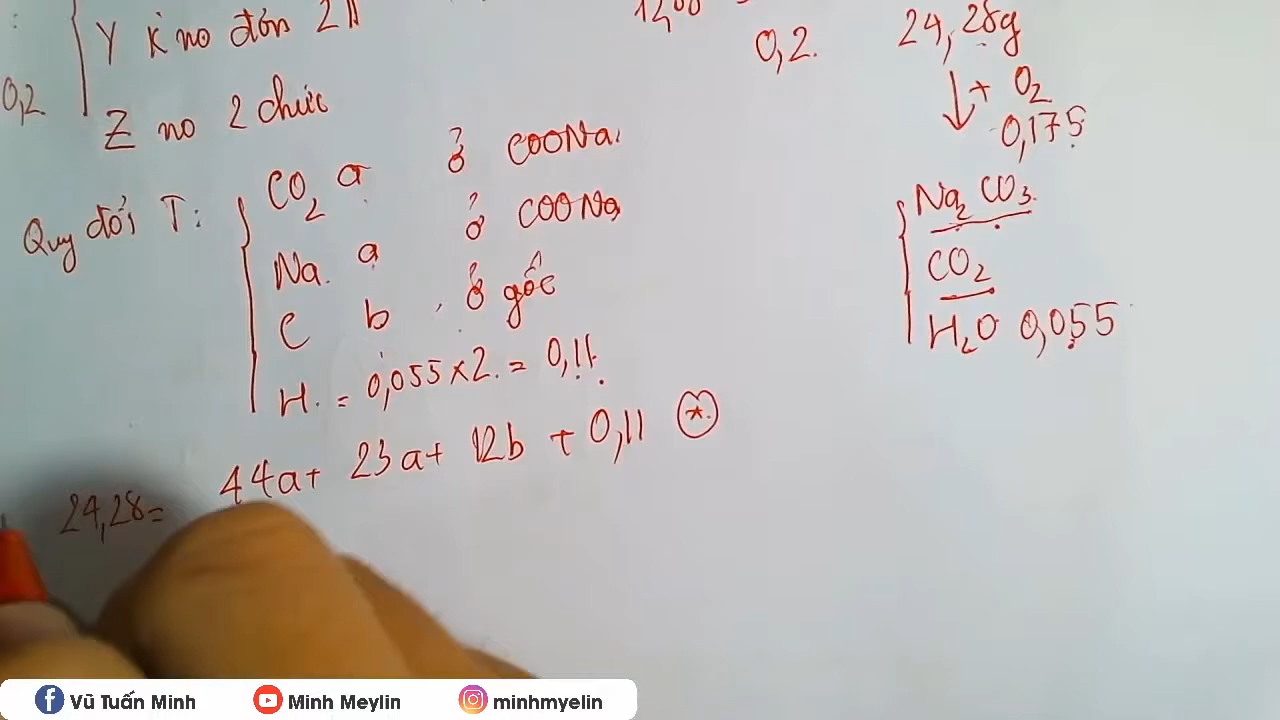 Y k no đơn 2π
0,2
Z no 2 chức
0,2.
24,28g
↓ + O2
0,175
Quy đổi T:
CO2 a ở COONa
Na a ở COONa
C b ở gốc
H = 0,055 x 2 = 0,11
Na2CO3
CO2
H2O 0,055
24,28 = 44a + 23a + 12b + 0,11 *
Vũ Tuấn Minh
Minh Meylin
minhmyelin